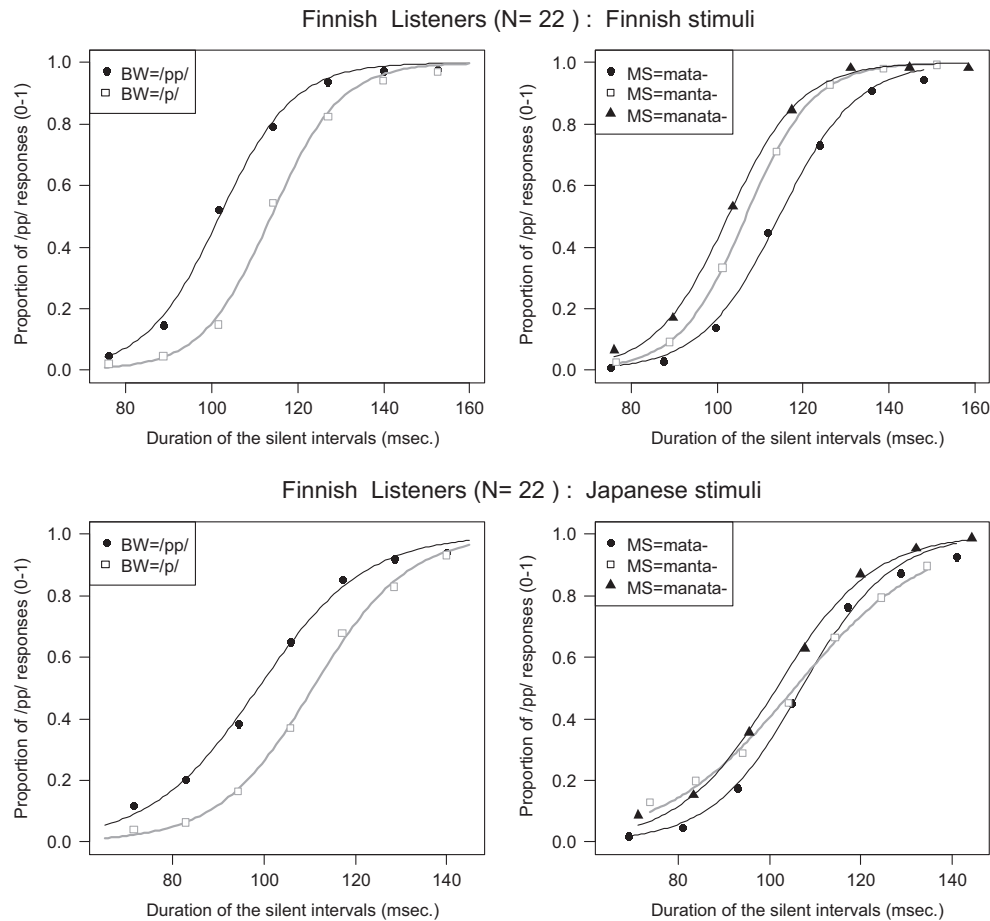 Finnish Listeners (N= 22 ) : Finnish stimuli
Proportion of /pp/ responses (0-1)
1.0
0.8
0.6
0.4
0.2
0.0
BW=/pp/
BW=/p/
80 100 120 140 160
Duration of the silent intervals (msec.)
Proportion of /pp/ responses (0-1)
1.0
0.8
0.6
0.4
0.2
0.0
MS=mata-
MS=manta-
MS=manata-
80 100 120 140 160
Duration of the silent intervals (msec.)
Finnish Listeners (N= 22 ) : Japanese stimuli
Proportion of /pp/ responses (0-1)
1.0
0.8
0.6
0.4
0.2
0.0
BW=/pp/
BW=/p/
80 100 120 140
Duration of the silent intervals (msec.)
Proportion of /pp/ responses (0-1)
1.0
0.8
0.6
0.4
0.2
0.0
MS=mata-
MS=manta-
MS=manata-
80 100 120 140
Duration of the silent intervals (msec.)